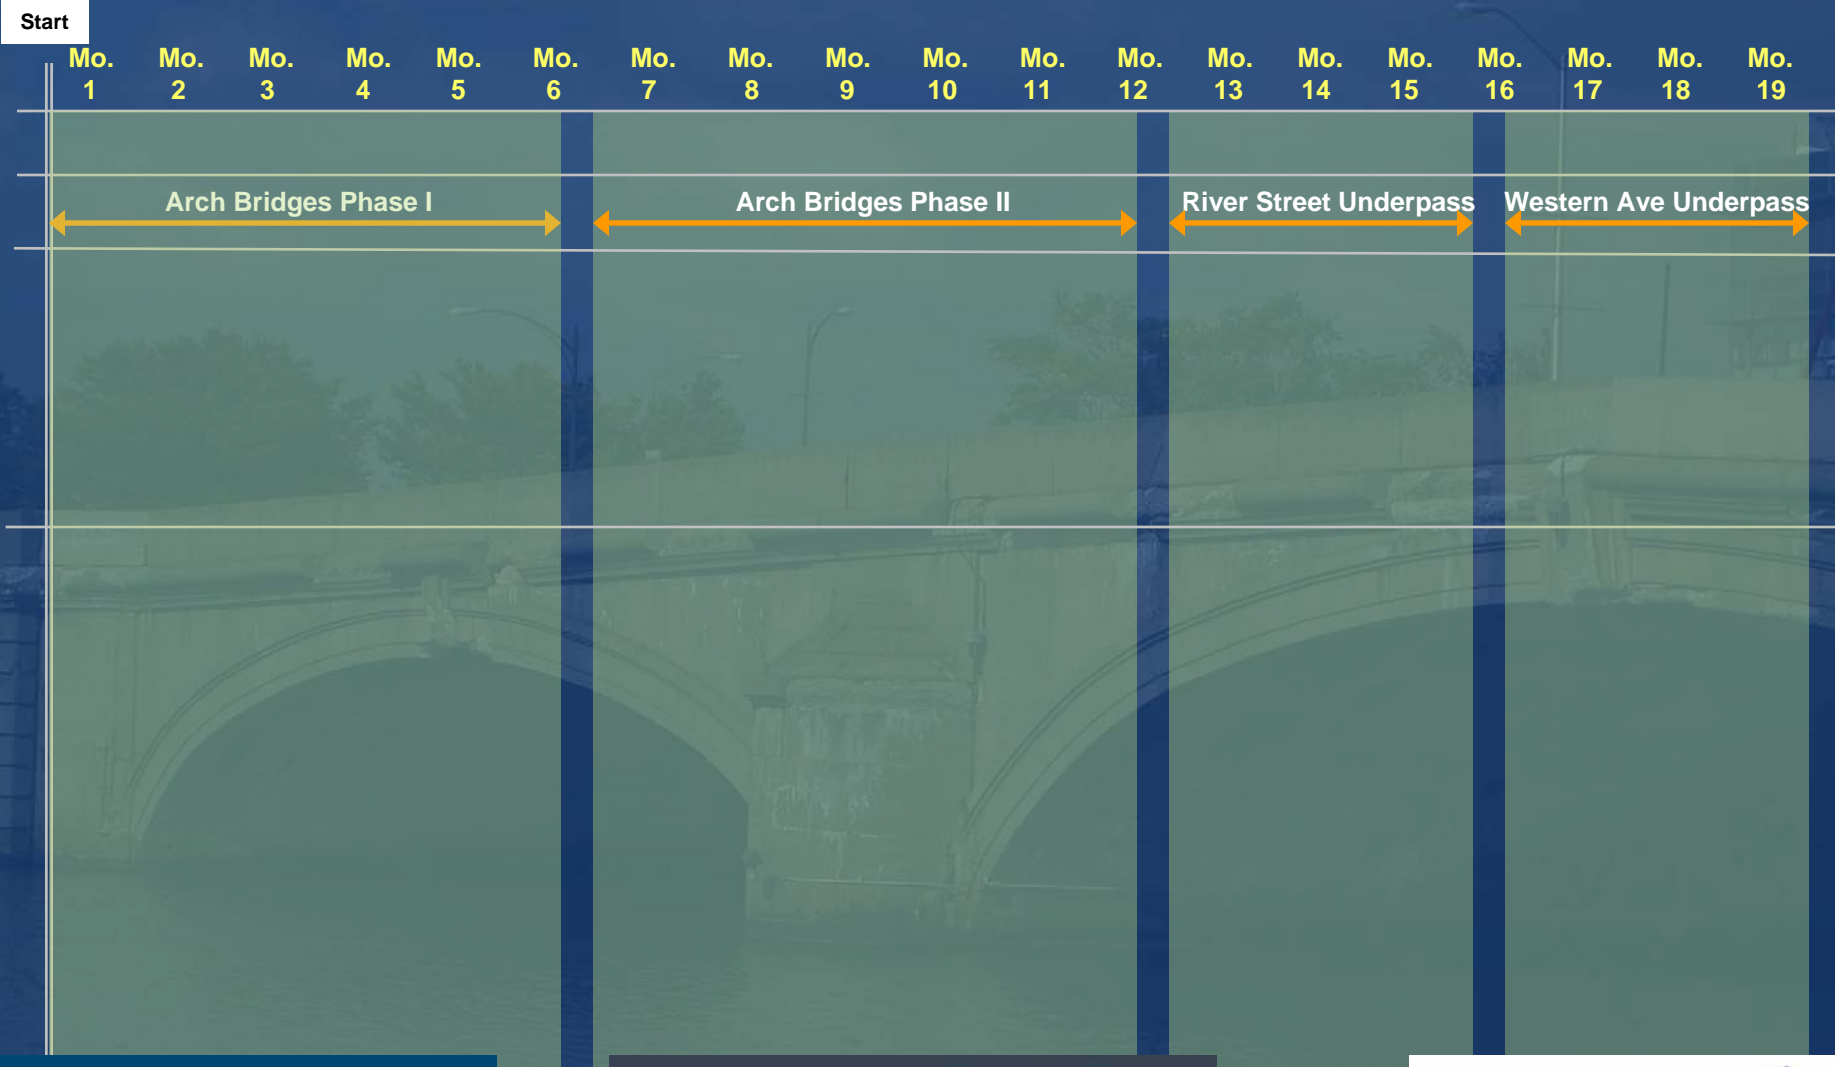 Start
Mo. Mo. Mo. Mo. Mo. Mo. Mo. Mo. Mo. Mo. Mo. Mo. Mo. Mo. Mo. Mo. Mo. Mo. Mo.
1 2 3 4 5 6 7 8 9 10 11 12 13 14 15 16 17 18 19
Arch Bridges Phase I Arch Bridges Phase II River Street Underpass Western Ave Underpass